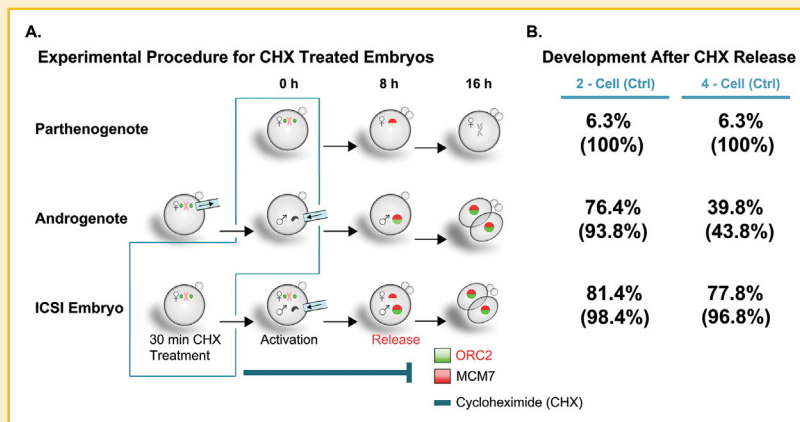 A.
Experimental Procedure for CHX Treated Embryos
0 h
8 h
16 h
Parthenogenote
♀
♀
♀
Androgenote
♀
♂
♂
ICSI Embryo
♀
♀
♂
♀
♂
30 min CHX
Treatment
Activation
Release
ORC2
MCM7
Cycloheximide (CHX)
B.
Development After CHX Release
2 - Cell (Ctrl)
4 - Cell (Ctrl)
6.3%
6.3%
(100%)
(100%)
76.4%
39.8%
(93.8%)
(43.8%)
81.4%
77.8%
(98.4%)
(96.8%)